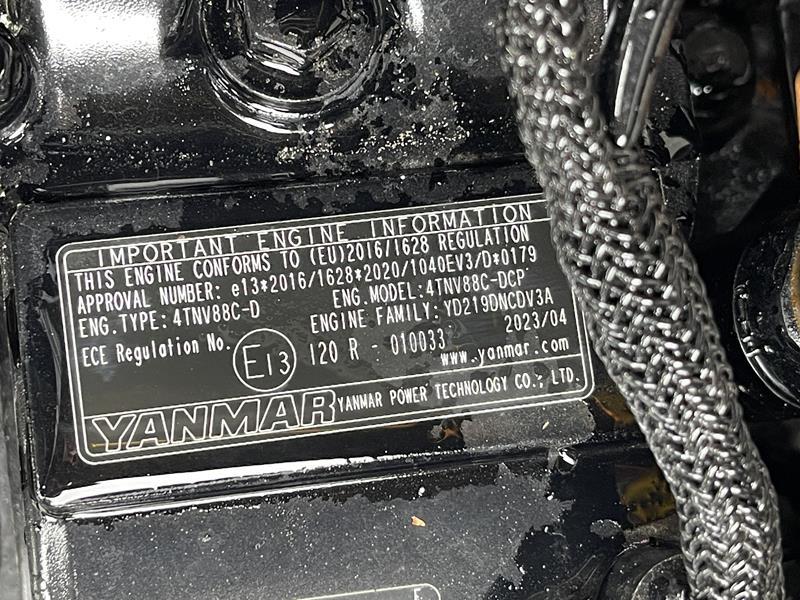 IMPORTANT ENGINE INFORMATION
THIS ENGINE CONFORMS TO (EU)2016/1628 REGULATION
APPROVAL NUMBER: e13*2016/1628*2020/1040EV3/D*0179
ENG.TYPE: 4TNV88C-D ENG.MODEL:4TNV88C-DCP
ENGINE FAMILY: YD219DNCDV3A
ECE Regulation No. E13 120 R - 010033 2023/04
www.yanmar.com
YANMAR YANMAR POWER TECHNOLOGY CO., LTD.